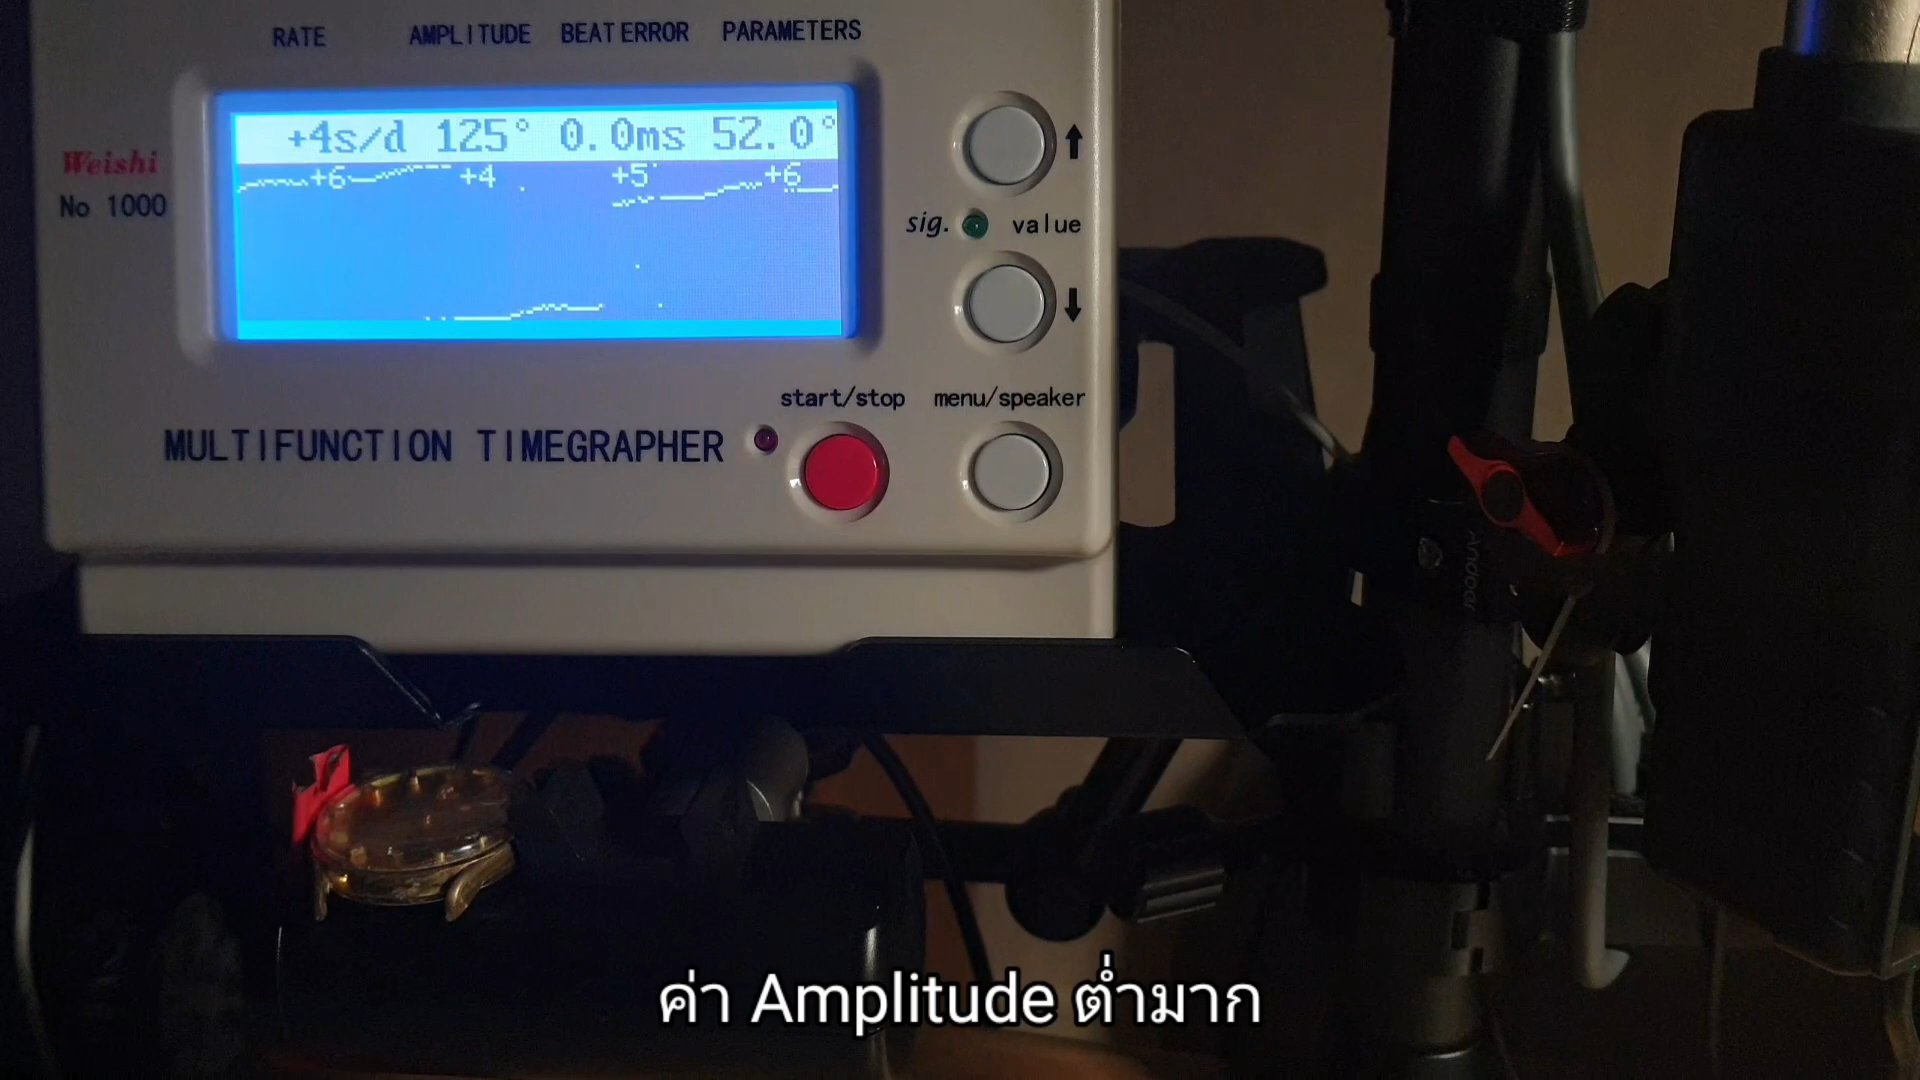 RATE AMPLITUDE BEAT ERROR PARAMETERS
+4s/d 125° 0.0ms 52.0°
+6 +4 +5 +6
Weishi
No 1000
sig. value
start/stop menu/speaker
MULTIFUNCTION TIMEGRAPHER
Andoer
ค่า Amplitude ต่ำมาก